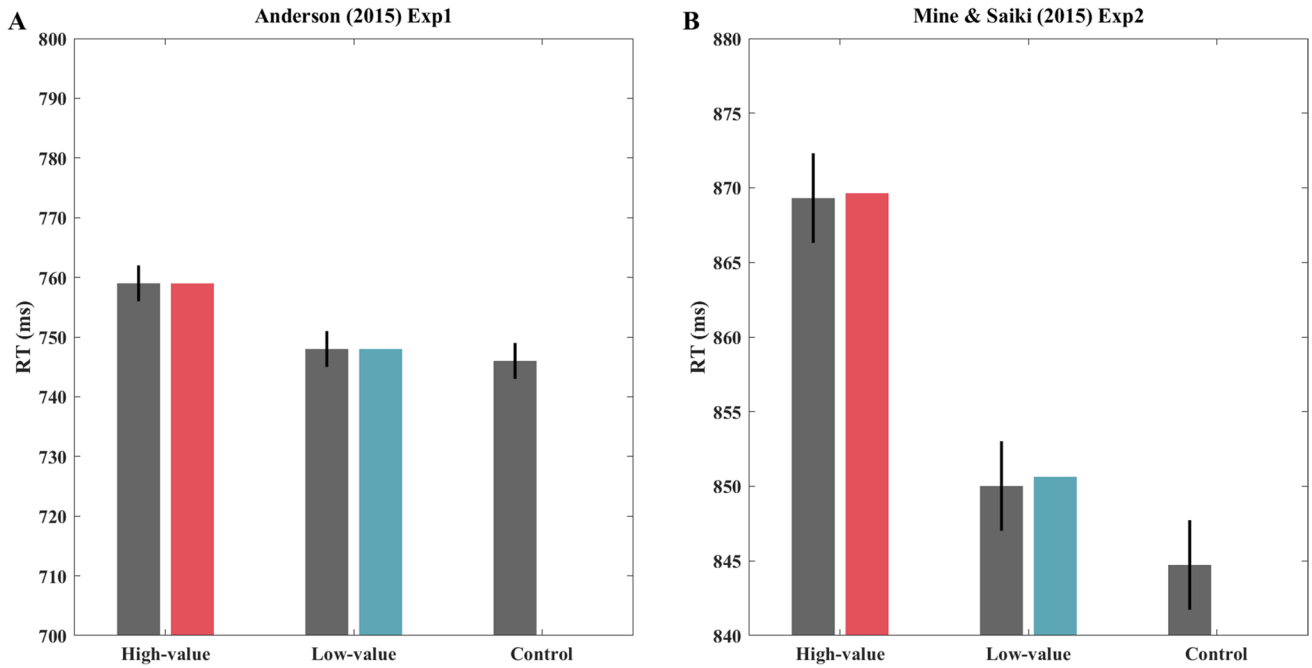 A
Anderson (2015) Exp1
800
790
780
770
760
750
740
730
720
710
700
RT (ms)
High-value
Low-value
Control
B
Mine & Saiki (2015) Exp2
880
875
870
865
860
855
850
845
840
RT (ms)
High-value
Low-value
Control